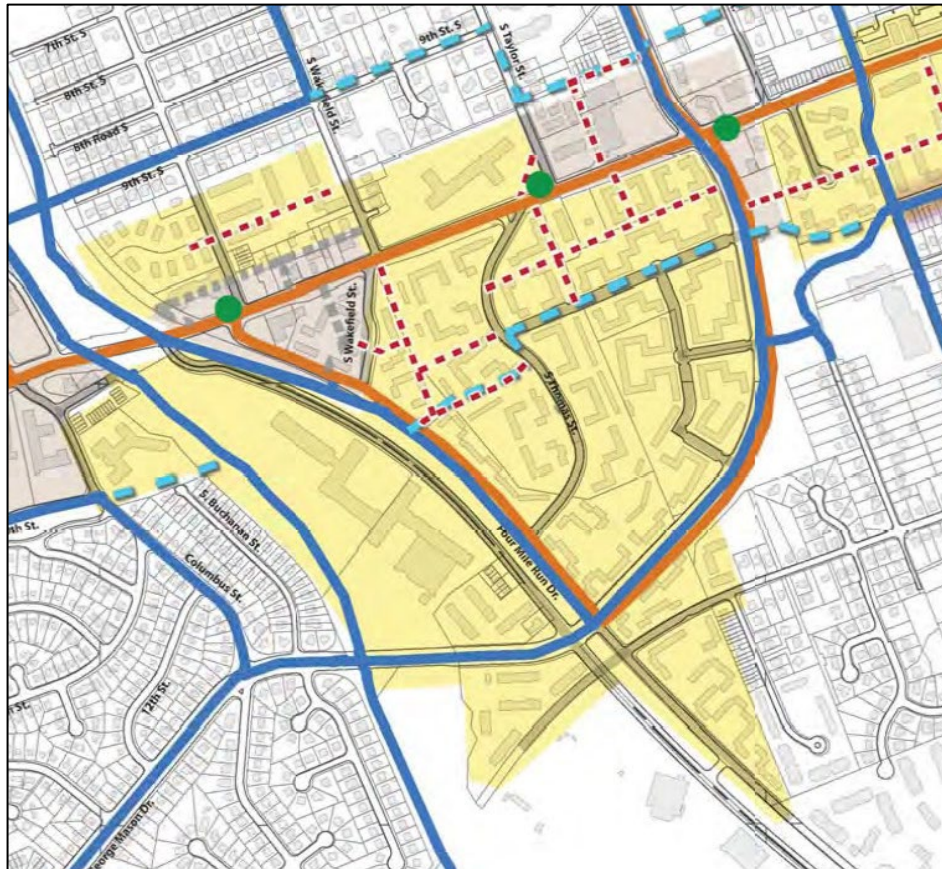 7th St. S
8th St. S
8th Road S
9th St. S
9th St. S
S Taylor St.
S Wakefield St.
S Wakefield St.
S Thomas St.
Four Mile Run Dr.
S. Buchanan St.
Columbus St.
12th St.
George Mason Dr.